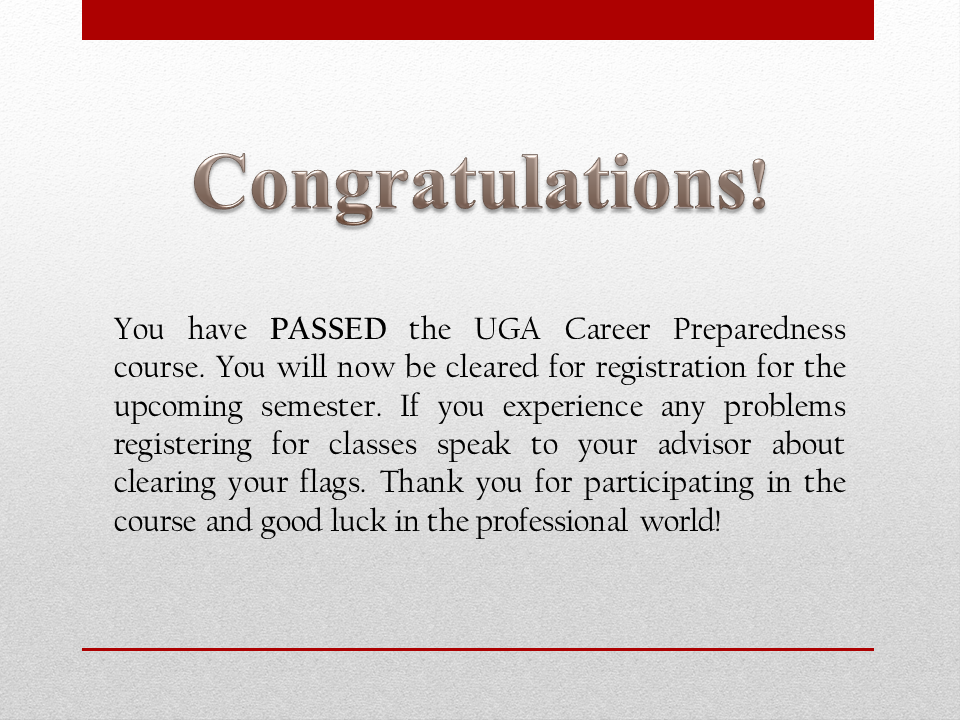 Congratulations!
You have PASSED the UGA Career Preparedness
course. You will now be cleared for registration for the
upcoming semester. If you experience any problems
registering for classes speak to your advisor about
clearing your flags. Thank you for participating in the
course and good luck in the professional world!